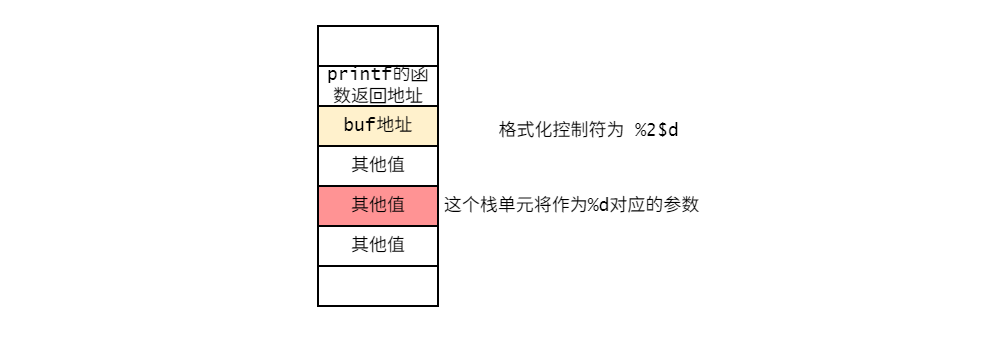 printf的函
数返回地址
buf地址
格式化控制符为 %2$d
其他值
其他值
这个栈单元将作为%d对应的参数
其他值